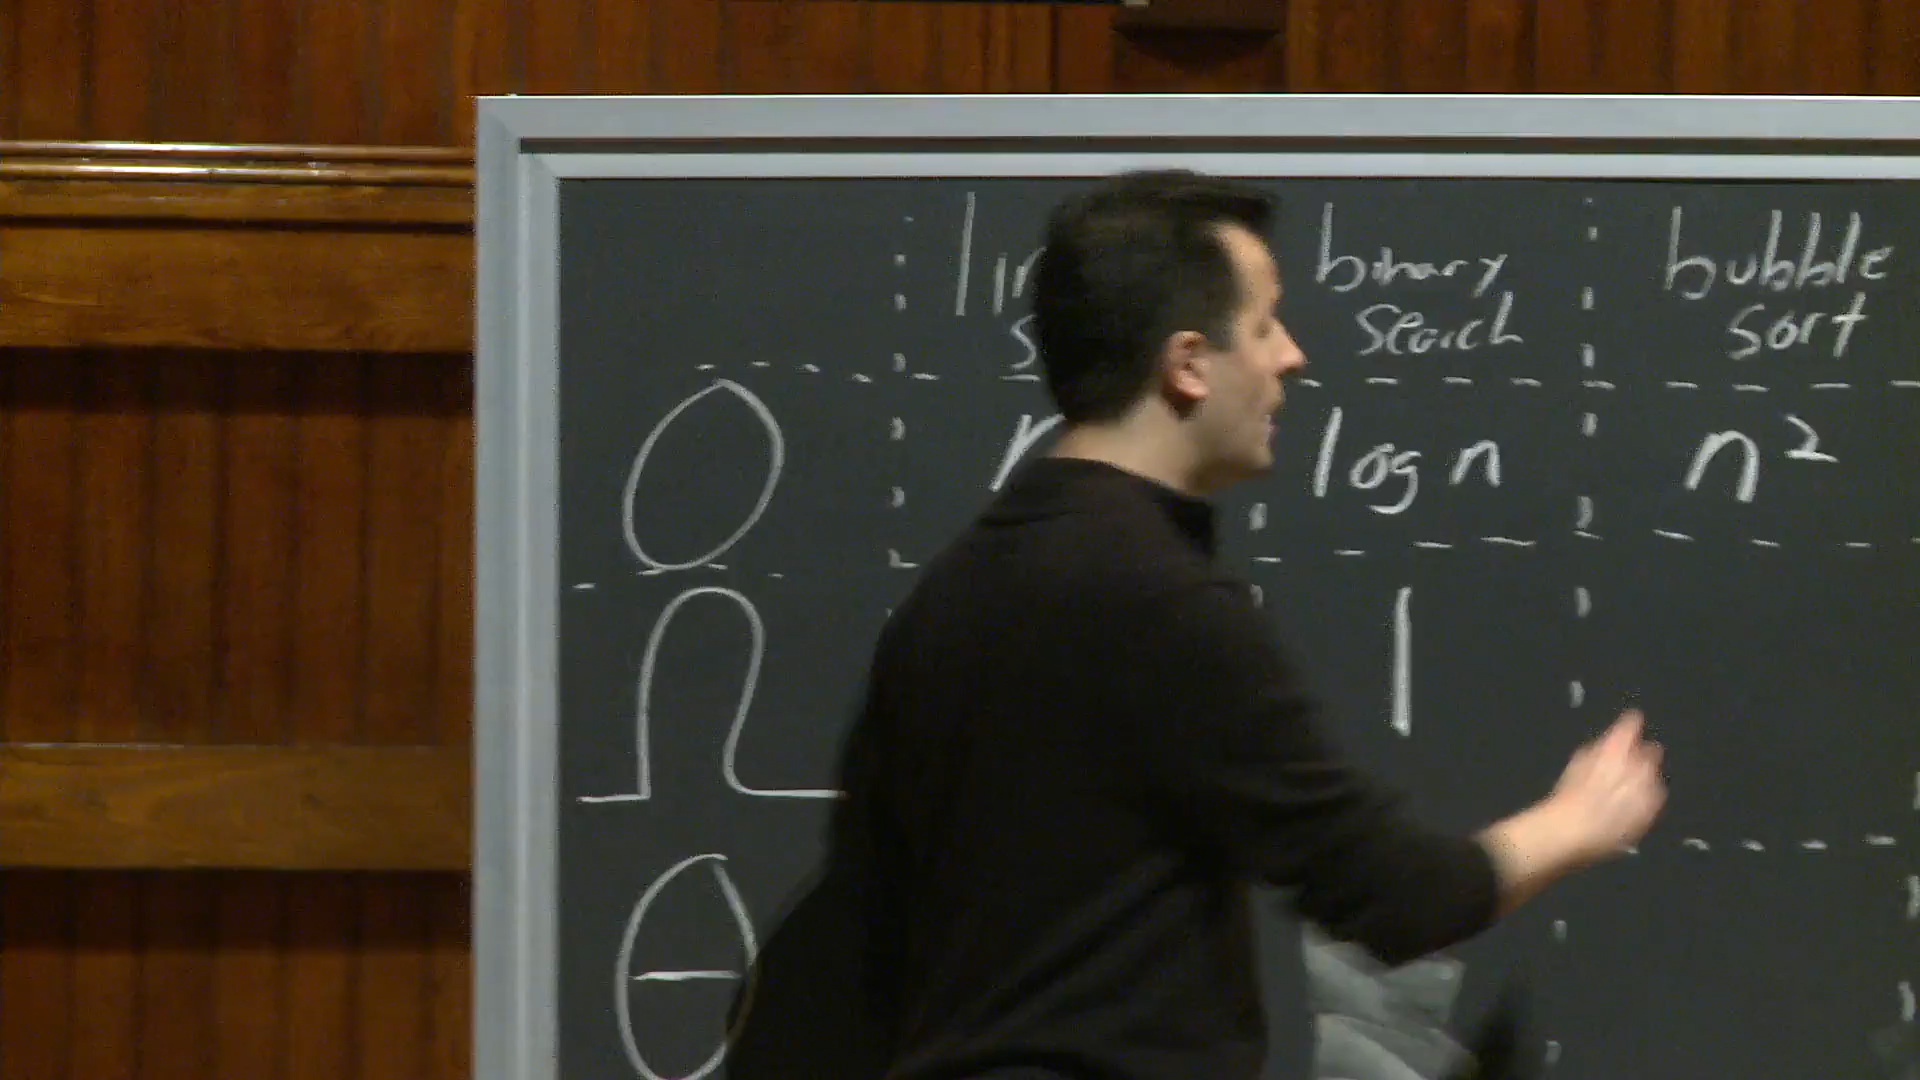 binary
search
bubble
sort
O
log n
n²
Ω
1
Θ